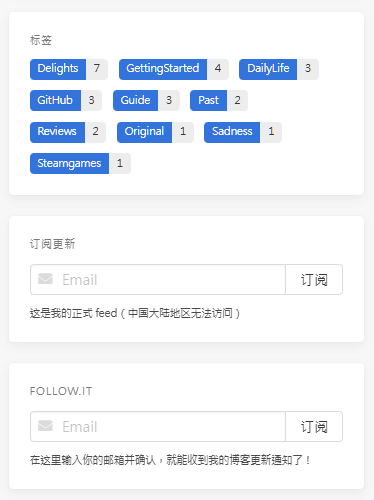 标签
Delights 7 GettingStarted 4 DailyLife 3
GitHub 3 Guide 3 Past 2
Reviews 2 Original 1 Sadness 1
Steamgames 1
订阅更新
Email 订阅
这是我的正式 feed（中国大陆地区无法访问）
FOLLOW.IT
Email 订阅
在这里输入你的邮箱并确认，就能收到我的博客更新通知了！